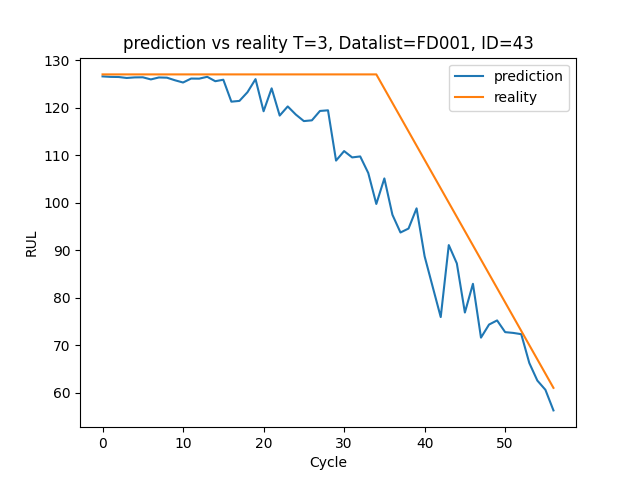 prediction vs reality T=3, Datalist=FD001, ID=43
prediction
reality
RUL
130
120
110
100
90
80
70
60
0 10 20 30 40 50
Cycle